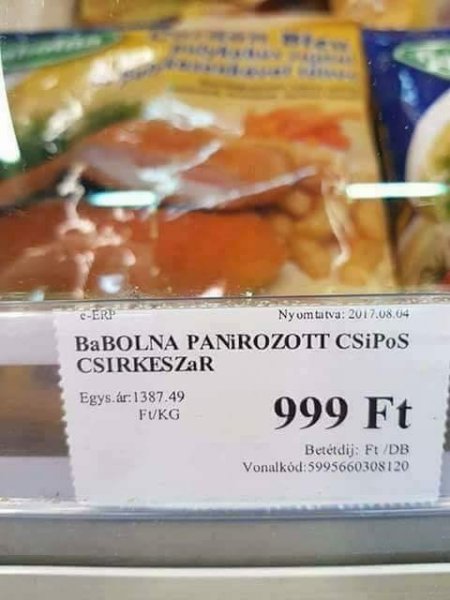 e-ERP Nyomtatva: 2017.08.04
BaBOLNA PANiROZOTT CSiPoS
CSIRKESZaR
Egys.ár:1387.49
Ft/KG
999 Ft
Betétdíj: Ft /DB
Vonalkód:5995660308120